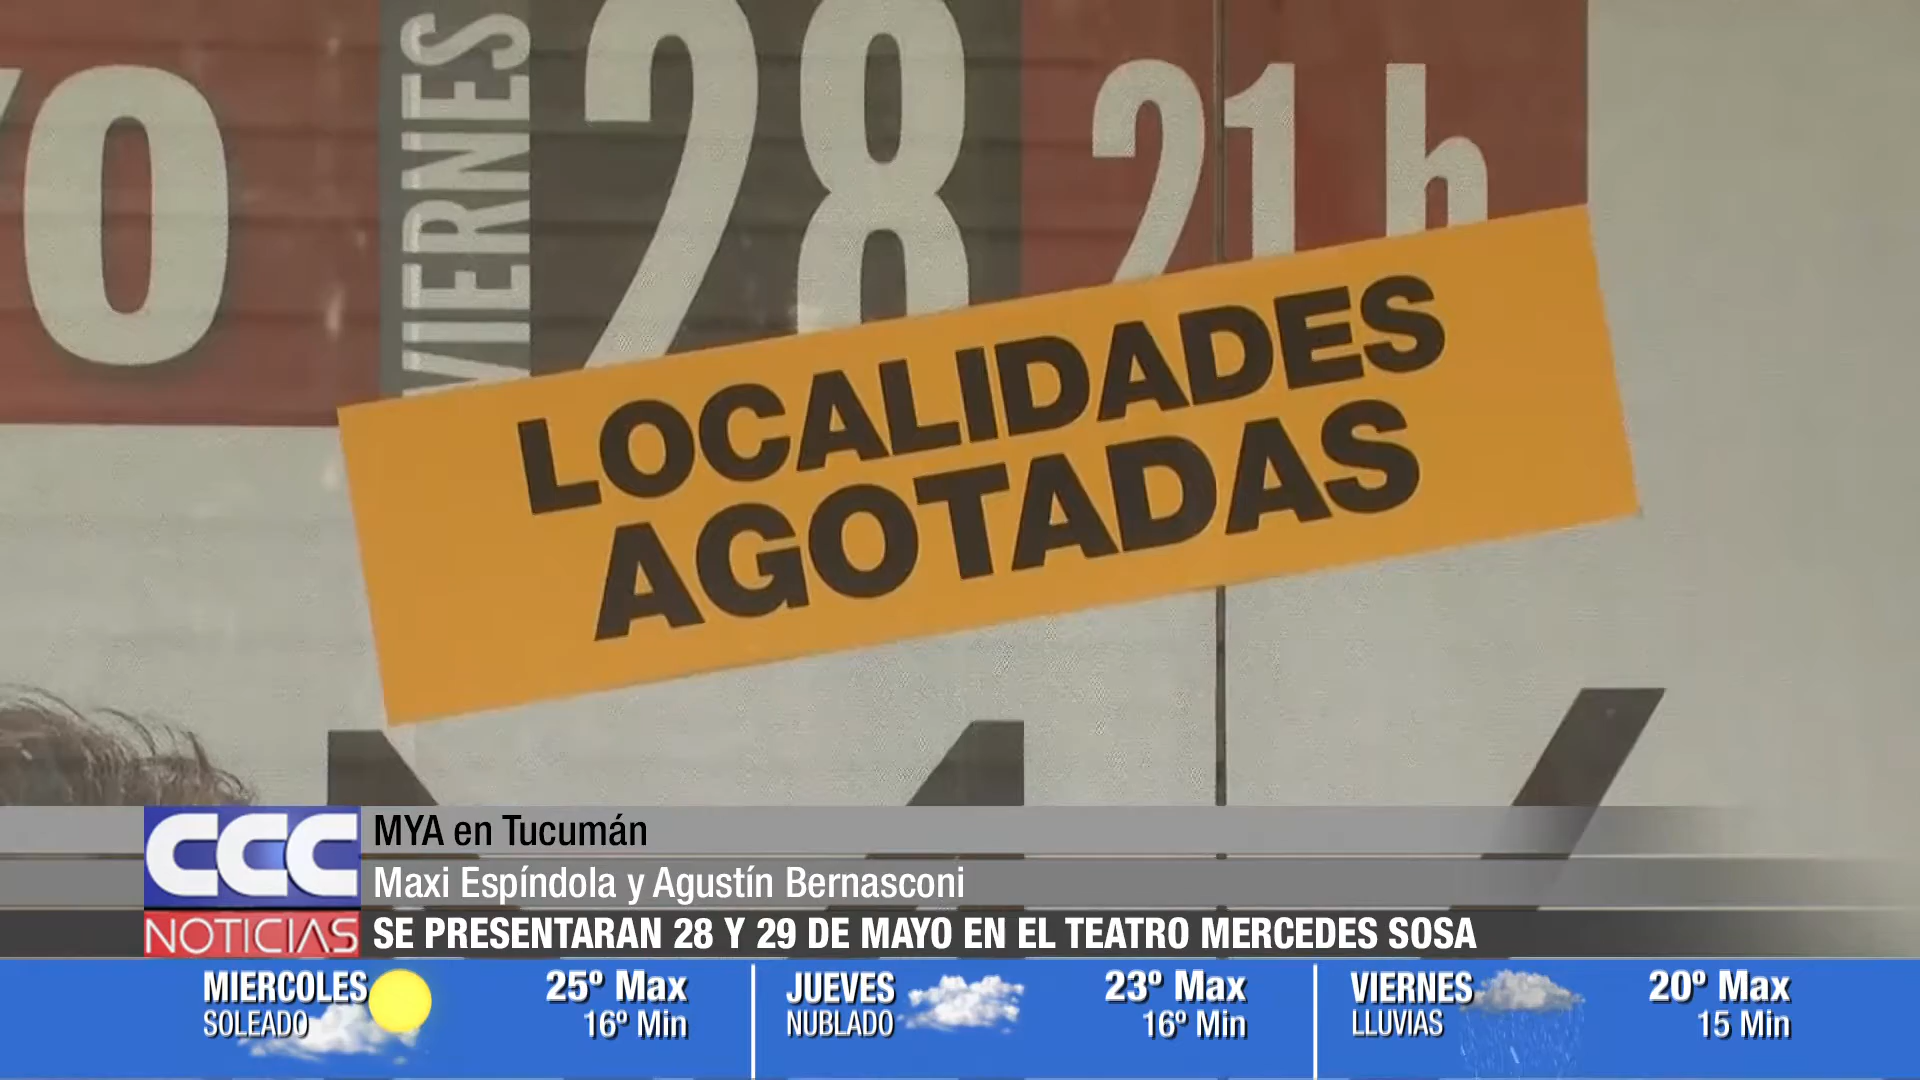 YO
VIERNES
28
21 h
LOCALIDADES
AGOTADAS
CCC
NOTICIAS
MYA en Tucumán
Maxi Espíndola y Agustín Bernasconi
SE PRESENTARAN 28 Y 29 DE MAYO EN EL TEATRO MERCEDES SOSA
MIERCOLES
SOLEADO
25º Max
16º Min
JUEVES
NUBLADO
23º Max
16º Min
VIERNES
LLUVIAS
20º Max
15 Min